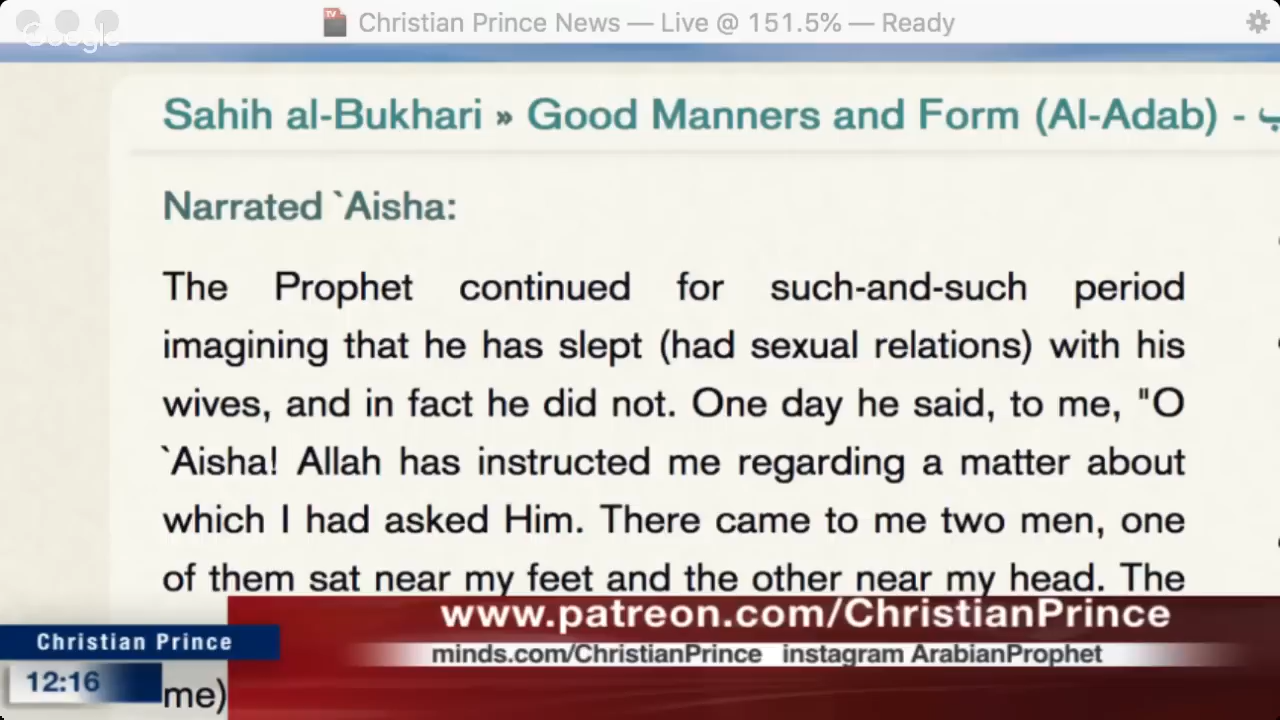 Christian Prince News — Live @ 151.5% — Ready
Google
Sahih al-Bukhari » Good Manners and Form (Al-Adab) -
Narrated `Aisha:
The Prophet continued for such-and-such period
imagining that he has slept (had sexual relations) with his
wives, and in fact he did not. One day he said, to me, "O
`Aisha! Allah has instructed me regarding a matter about
which I had asked Him. There came to me two men, one
of them sat near my feet and the other near my head. The
www.patreon.com/ChristianPrince
Christian Prince
minds.com/ChristianPrince instagram ArabianProphet
12:16
me)